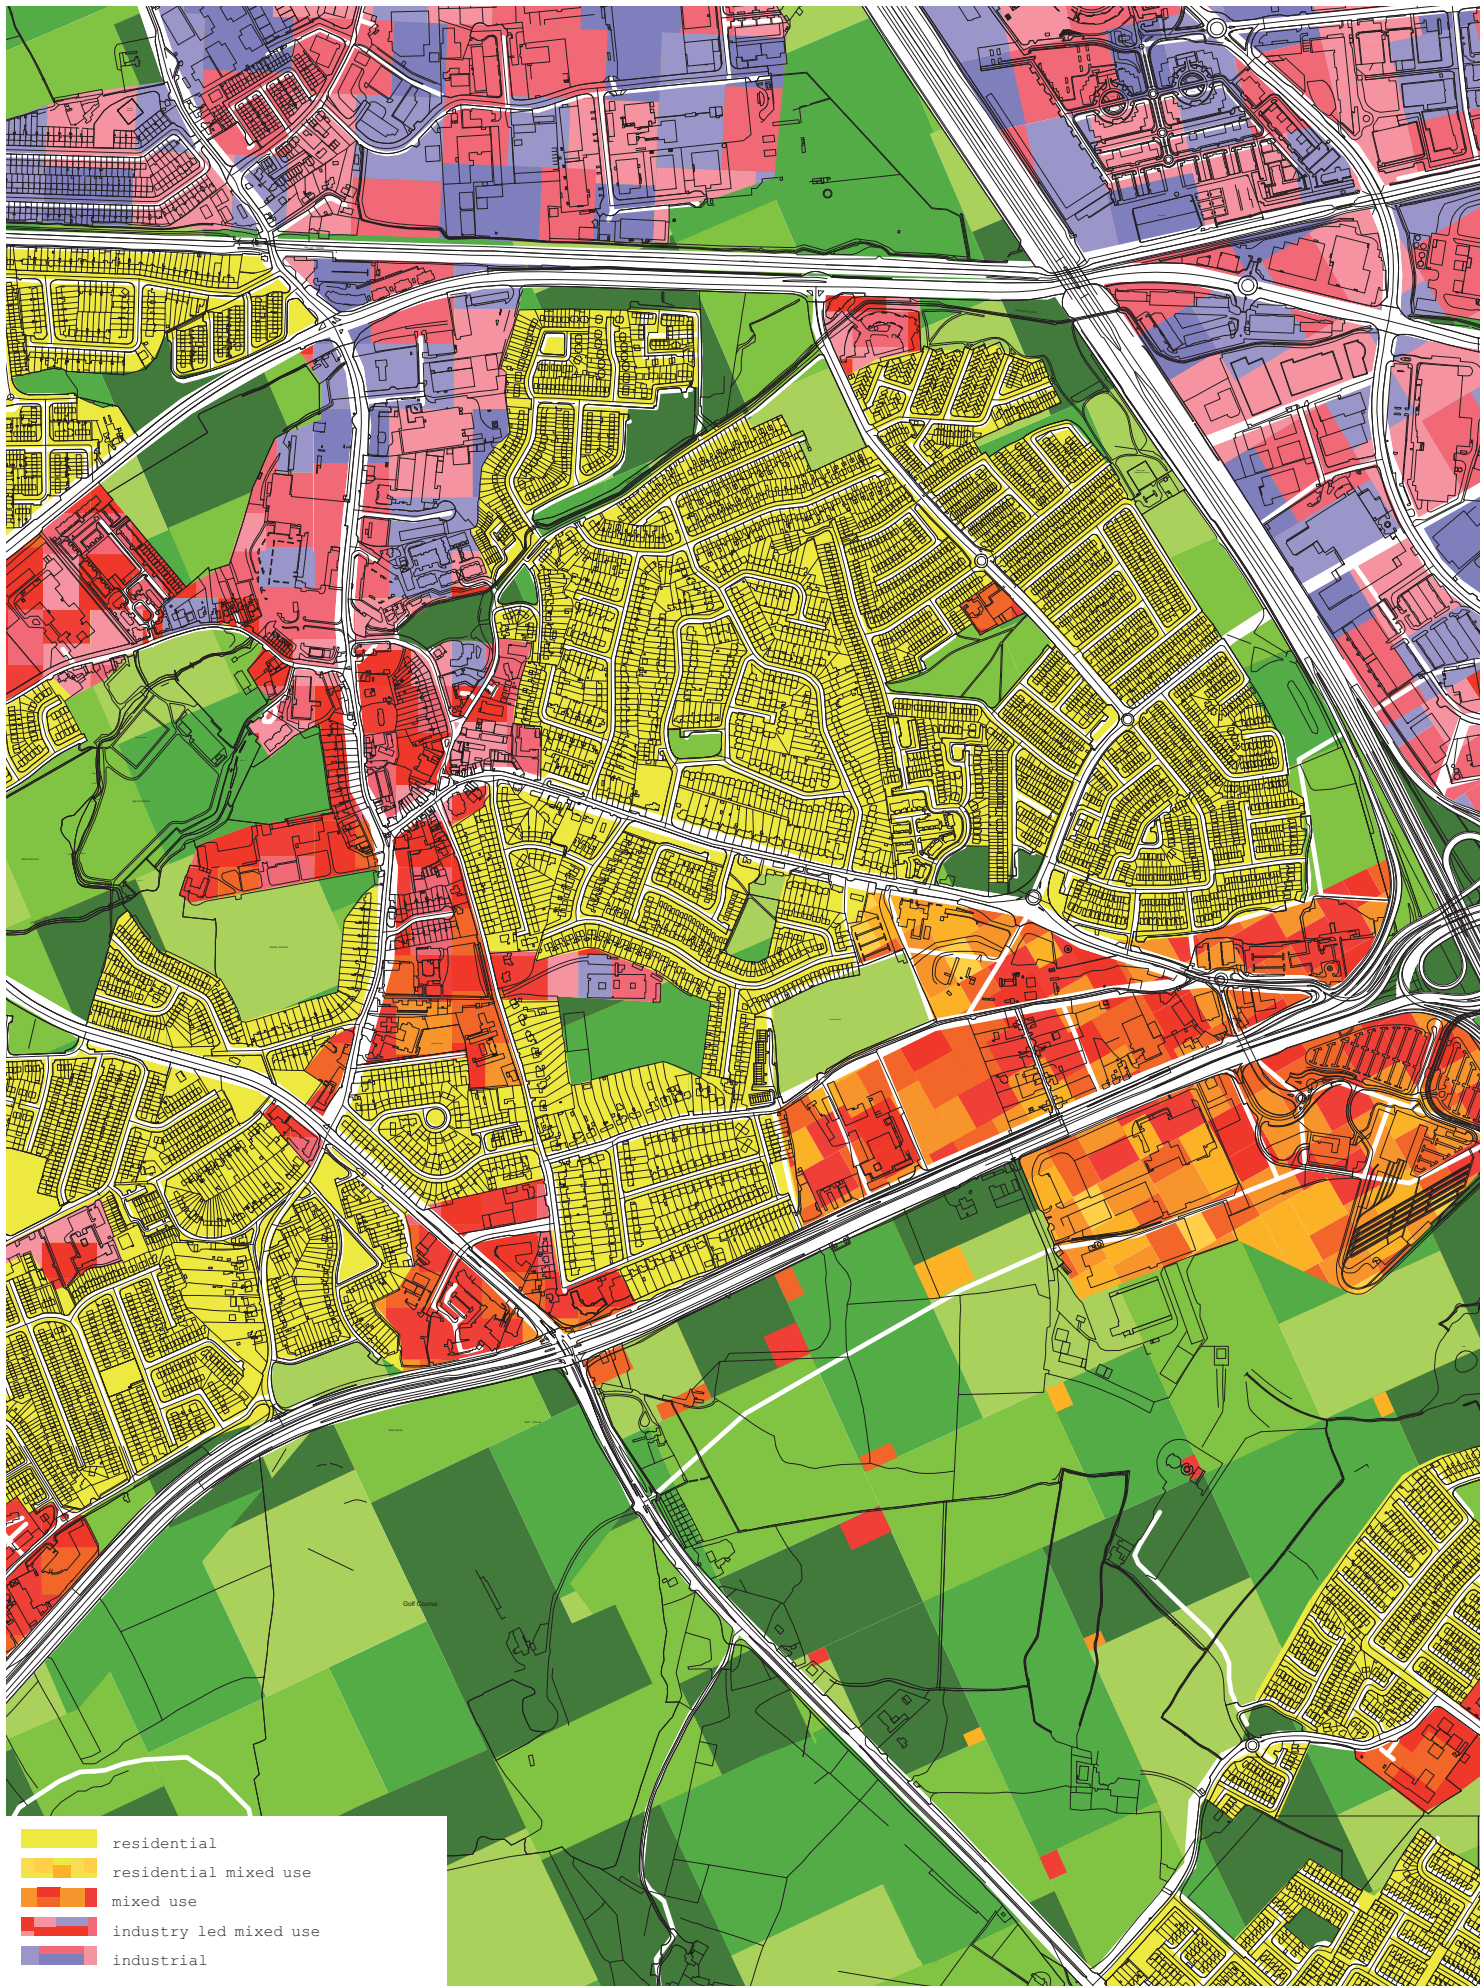 Golf Course
residential
residential mixed use
mixed use
industry led mixed use
industrial